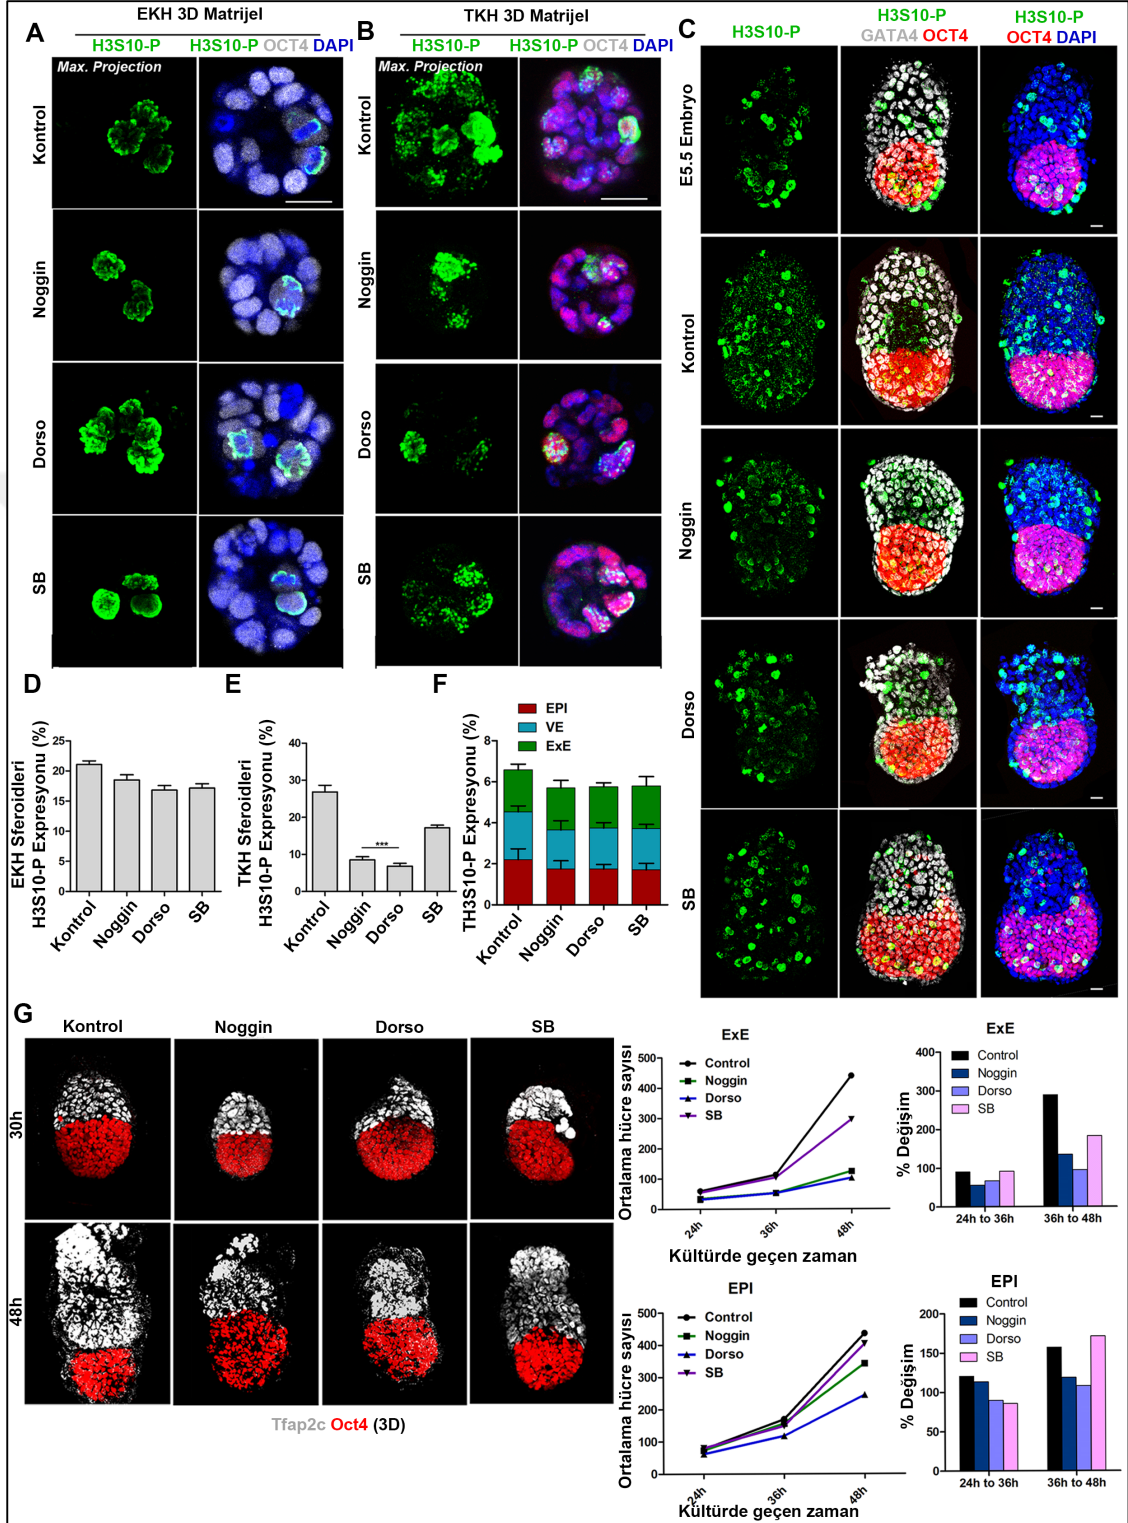 A
EKH 3D Matrijel
H3S10-P
H3S10-P OCT4 DAPI
Max. Projection
Kontrol
Noggin
Dorso
SB
B
TKH 3D Matrijel
H3S10-P
H3S10-P OCT4 DAPI
Max. Projection
Kontrol
Noggin
Dorso
SB
C
H3S10-P
H3S10-P
GATA4 OCT4
H3S10-P
OCT4 DAPI
E5.5 Embryo
Kontrol
Noggin
Dorso
SB
D
EKH Sferoidleri
H3S10-P Expresyonu (%)
25
20
15
10
5
0
Kontrol
Noggin
Dorso
SB
E
TKH Sferoidleri
H3S10-P Expresyonu (%)
40
30
20
10
0
***
Kontrol
Noggin
Dorso
SB
F
EPI
VE
ExE
TH3S10-P Expresyonu (%)
8
6
4
2
0
Kontrol
Noggin
Dorso
SB
G
Kontrol
Noggin
Dorso
SB
30h
48h
Tfap2c Oct4 (3D)
ExE
Ortalama hücre sayısı
500
400
300
200
100
0
Control
Noggin
Dorso
SB
24h
36h
48h
Kültürde geçen zaman
ExE
% Değişim
400
300
200
100
0
Control
Noggin
Dorso
SB
24h to 36h
36h to 48h
EPI
Ortalama hücre sayısı
500
400
300
200
100
0
Control
Noggin
Dorso
SB
24h
36h
48h
Kültürde geçen zaman
EPI
% Değişim
200
150
100
50
0
Control
Noggin
Dorso
SB
24h to 36h
36h to 48h